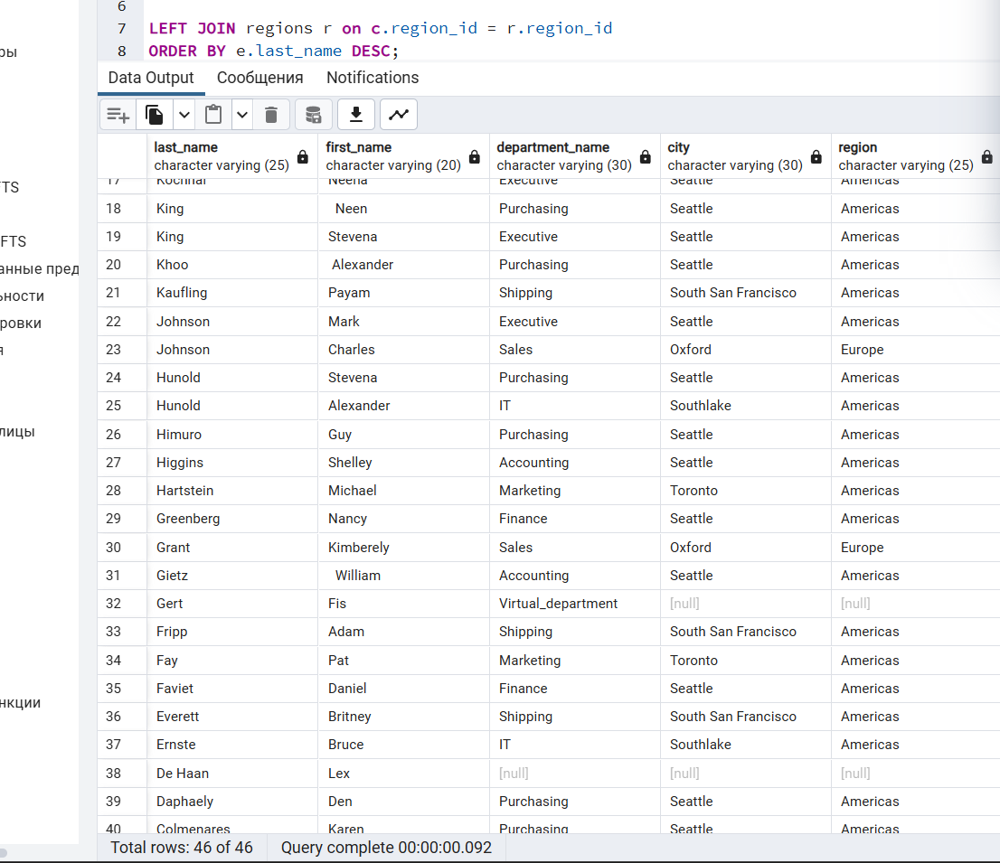 6
7 LEFT JOIN regions r on c.region_id = r.region_id
8 ORDER BY e.last_name DESC;
Data Output Сообщения Notifications
last_name first_name department_name city region
character varying (25) character varying (20) character varying (30) character varying (30) character varying (25)
17 Kochhar Neena Executive Seattle Americas
18 King Neen Purchasing Seattle Americas
19 King Stevena Executive Seattle Americas
20 Khoo Alexander Purchasing Seattle Americas
21 Kaufling Payam Shipping South San Francisco Americas
22 Johnson Mark Executive Seattle Americas
23 Johnson Charles Sales Oxford Europe
24 Hunold Stevena Purchasing Seattle Americas
25 Hunold Alexander IT Southlake Americas
26 Himuro Guy Purchasing Seattle Americas
27 Higgins Shelley Accounting Seattle Americas
28 Hartstein Michael Marketing Toronto Americas
29 Greenberg Nancy Finance Seattle Americas
30 Grant Kimberely Sales Oxford Europe
31 Gietz William Accounting Seattle Americas
32 Gert Fis Virtual_department [null] [null]
33 Fripp Adam Shipping South San Francisco Americas
34 Fay Pat Marketing Toronto Americas
35 Faviet Daniel Finance Seattle Americas
36 Everett Britney Shipping South San Francisco Americas
37 Ernste Bruce IT Southlake Americas
38 De Haan Lex [null] [null] [null]
39 Daphaely Den Purchasing Seattle Americas
40 Colmenares Karen Purchasing Seattle Americas
Total rows: 46 of 46 Query complete 00:00:00.092
ры
TS
FTS
анные пред
ьности
ровки
я
лицы
нкции